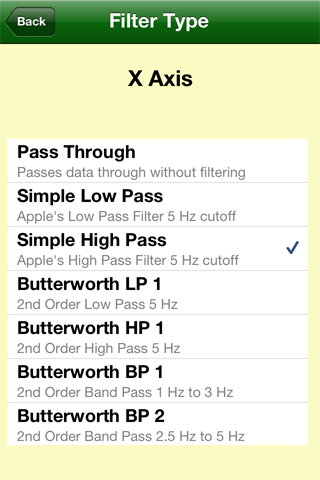 Back
Filter Type
X Axis
Pass Through
Passes data through without filtering
Simple Low Pass
Apple's Low Pass Filter 5 Hz cutoff
Simple High Pass
Apple's High Pass Filter 5 Hz cutoff
Butterworth LP 1
2nd Order Low Pass 5 Hz
Butterworth HP 1
2nd Order High Pass 5 Hz
Butterworth BP 1
2nd Order Band Pass 1 Hz to 3 Hz
Butterworth BP 2
2nd Order Band Pass 2.5 Hz to 5 Hz